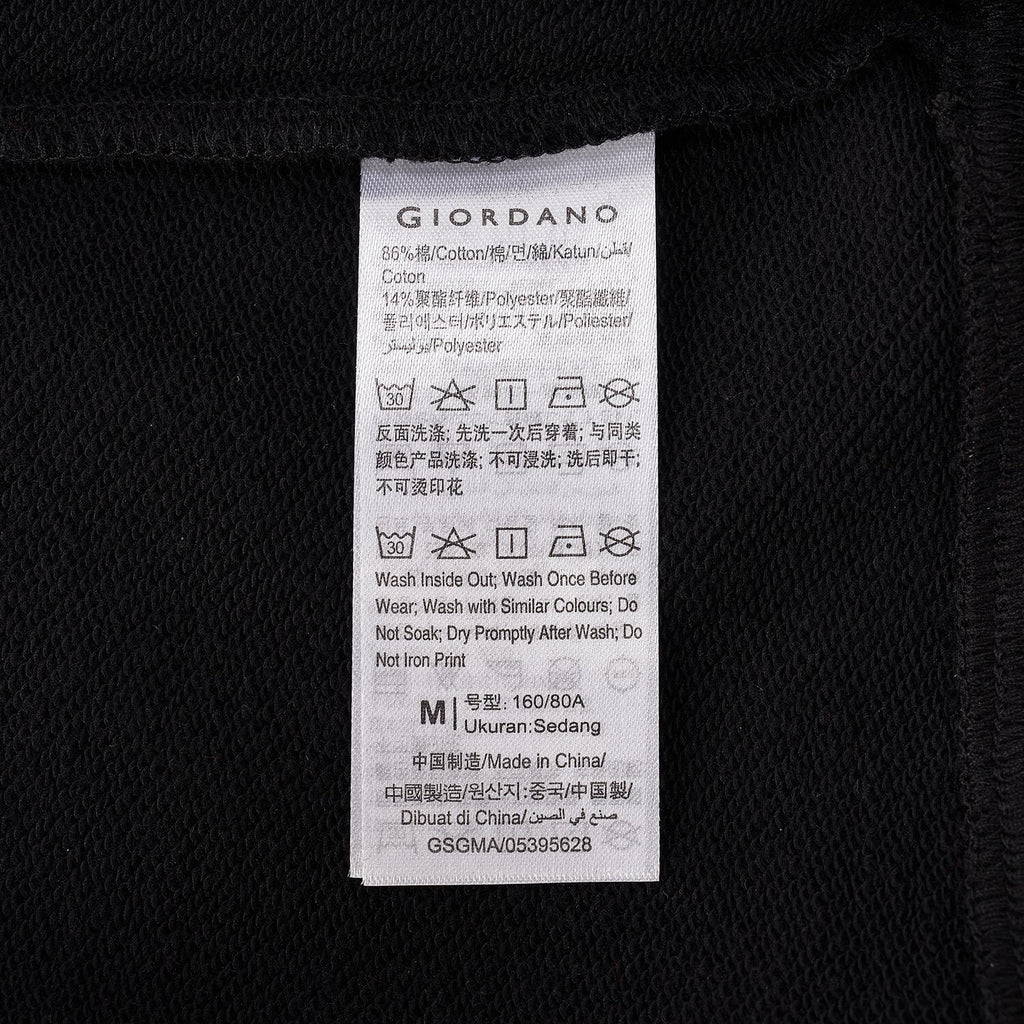 GIORDANO
86%棉/Cotton/棉/면/綿/Katun/قطن/
Coton
14%聚酯纤维/Polyester/聚酯纖維/
폴리에스터/ポリエステル/Poliester/
بوليستر/Polyester
30
反面洗涤; 先洗一次后穿着; 与同类
颜色产品洗涤; 不可浸洗; 洗后即干;
不可烫印花
30
Wash Inside Out; Wash Once Before
Wear; Wash with Similar Colours; Do
Not Soak; Dry Promptly After Wash; Do
Not Iron Print
M 号型: 160/80A
Ukuran:Sedang
中国制造/Made in China/
中國製造/원산지:중국/中国製/
Dibuat di China/صنع في الصين
GSGMA/05395628